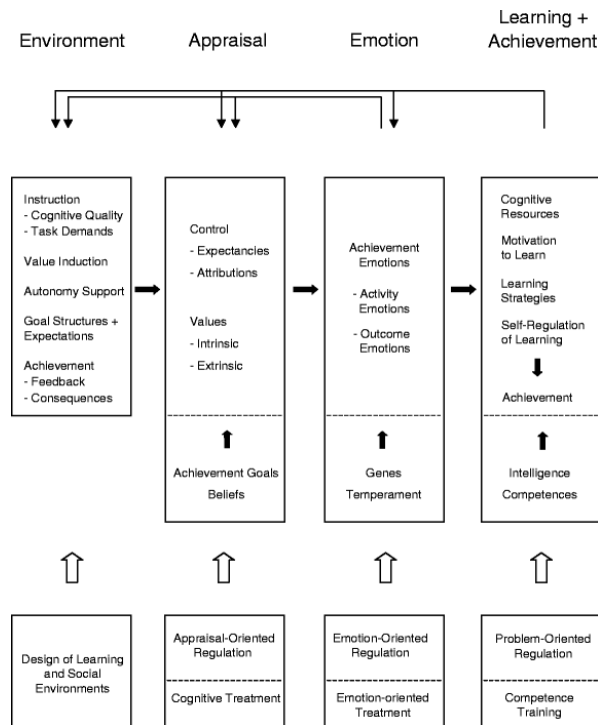 Environment
Appraisal
Emotion
Learning +
Achievement
Instruction
- Cognitive Quality
- Task Demands
Value Induction
Autonomy Support
Goal Structures +
Expectations
Achievement
- Feedback
- Consequences
Control
- Expectancies
- Attributions
Values
- Intrinsic
- Extrinsic
Achievement Goals
Beliefs
Achievement
Emotions
- Activity
Emotions
- Outcome
Emotions
Genes
Temperament
Cognitive
Resources
Motivation
to Learn
Learning
Strategies
Self-Regulation
of Learning
Achievement
Intelligence
Competences
Design of Learning
and Social
Environments
Appraisal-Oriented
Regulation
Cognitive Treatment
Emotion-Oriented
Regulation
Emotion-oriented
Treatment
Problem-Oriented
Regulation
Competence
Training